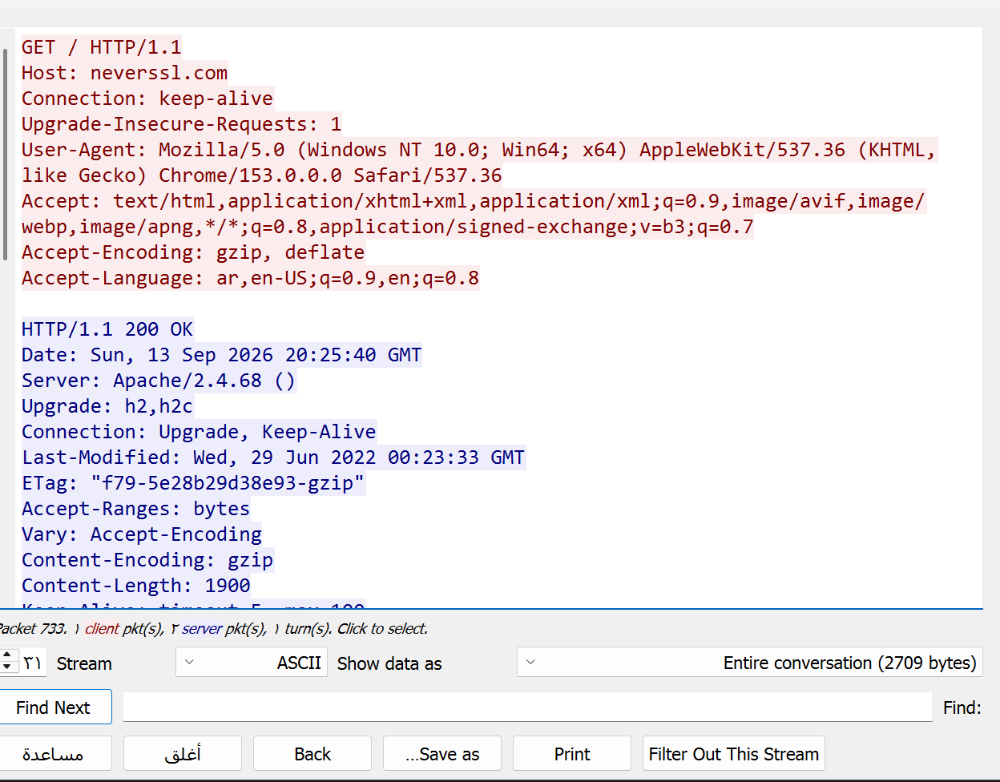 GET / HTTP/1.1
Host: neverssl.com
Connection: keep-alive
Upgrade-Insecure-Requests: 1
User-Agent: Mozilla/5.0 (Windows NT 10.0; Win64; x64) AppleWebKit/537.36 (KHTML,
like Gecko) Chrome/153.0.0.0 Safari/537.36
Accept: text/html,application/xhtml+xml,application/xml;q=0.9,image/avif,image/
webp,image/apng,*/*;q=0.8,application/signed-exchange;v=b3;q=0.7
Accept-Encoding: gzip, deflate
Accept-Language: ar,en-US;q=0.9,en;q=0.8
HTTP/1.1 200 OK
Date: Sun, 13 Sep 2026 20:25:40 GMT
Server: Apache/2.4.68 ()
Upgrade: h2,h2c
Connection: Upgrade, Keep-Alive
Last-Modified: Wed, 29 Jun 2022 00:23:33 GMT
ETag: "f79-5e28b29d38e93-gzip"
Accept-Ranges: bytes
Vary: Accept-Encoding
Content-Encoding: gzip
Content-Length: 1900
Keep-Alive: timeout=5, max=100
Packet 733. ١ client pkt(s), ٢ server pkt(s), ١ turn(s). Click to select.
٣١ Stream ASCII Show data as Entire conversation (2709 bytes)
Find Next Find:
مساعدة أغلق Back ...Save as Print Filter Out This Stream